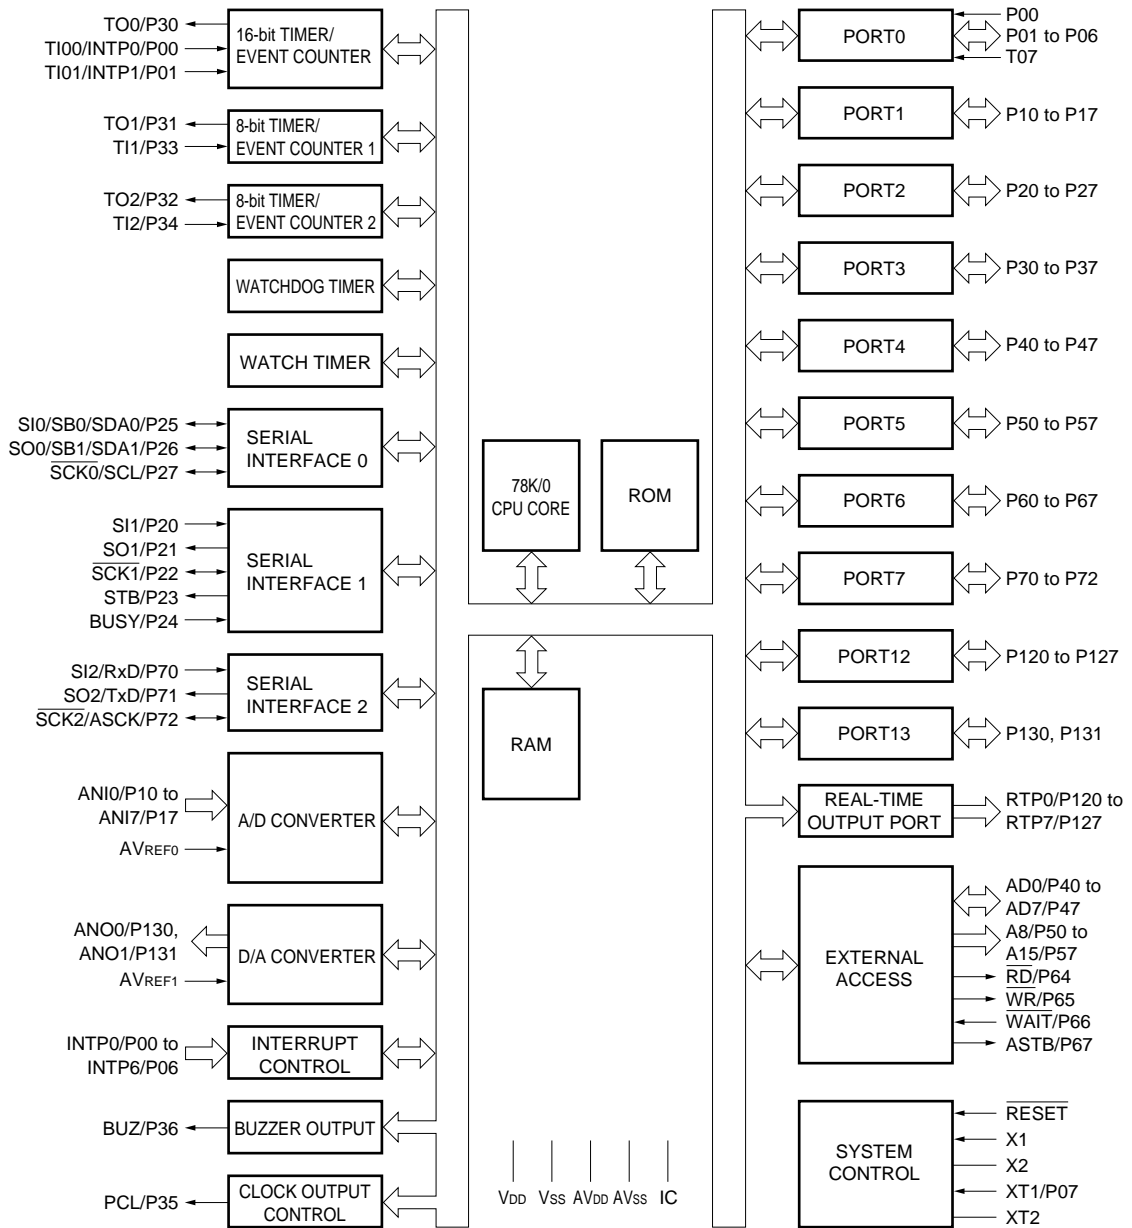 TO0/P30
TI00/INTP0/P00
TI01/INTP1/P01
16-bit TIMER/
EVENT COUNTER
TO1/P31
TI1/P33
8-bit TIMER/
EVENT COUNTER 1
TO2/P32
TI2/P34
8-bit TIMER/
EVENT COUNTER 2
WATCHDOG TIMER
WATCH TIMER
SI0/SB0/SDA0/P25
SO0/SB1/SDA1/P26
SCK0/SCL/P27
SERIAL
INTERFACE 0
SI1/P20
SO1/P21
SCK1/P22
STB/P23
BUSY/P24
SERIAL
INTERFACE 1
SI2/RxD/P70
SO2/TxD/P71
SCK2/ASCK/P72
SERIAL
INTERFACE 2
ANI0/P10 to
ANI7/P17
AVREF0
A/D CONVERTER
ANO0/P130,
ANO1/P131
AVREF1
D/A CONVERTER
INTP0/P00 to
INTP6/P06
INTERRUPT
CONTROL
BUZ/P36
BUZZER OUTPUT
PCL/P35
CLOCK OUTPUT
CONTROL
78K/0
CPU CORE
ROM
RAM
VDD VSS AVDD AVSS IC
PORT0
P00
P01 to P06
T07
PORT1
P10 to P17
PORT2
P20 to P27
PORT3
P30 to P37
PORT4
P40 to P47
PORT5
P50 to P57
PORT6
P60 to P67
PORT7
P70 to P72
PORT12
P120 to P127
PORT13
P130, P131
REAL-TIME
OUTPUT PORT
RTP0/P120 to
RTP7/P127
EXTERNAL
ACCESS
AD0/P40 to
AD7/P47
A8/P50 to
A15/P57
RD/P64
WR/P65
WAIT/P66
ASTB/P67
SYSTEM
CONTROL
RESET
X1
X2
XT1/P07
XT2